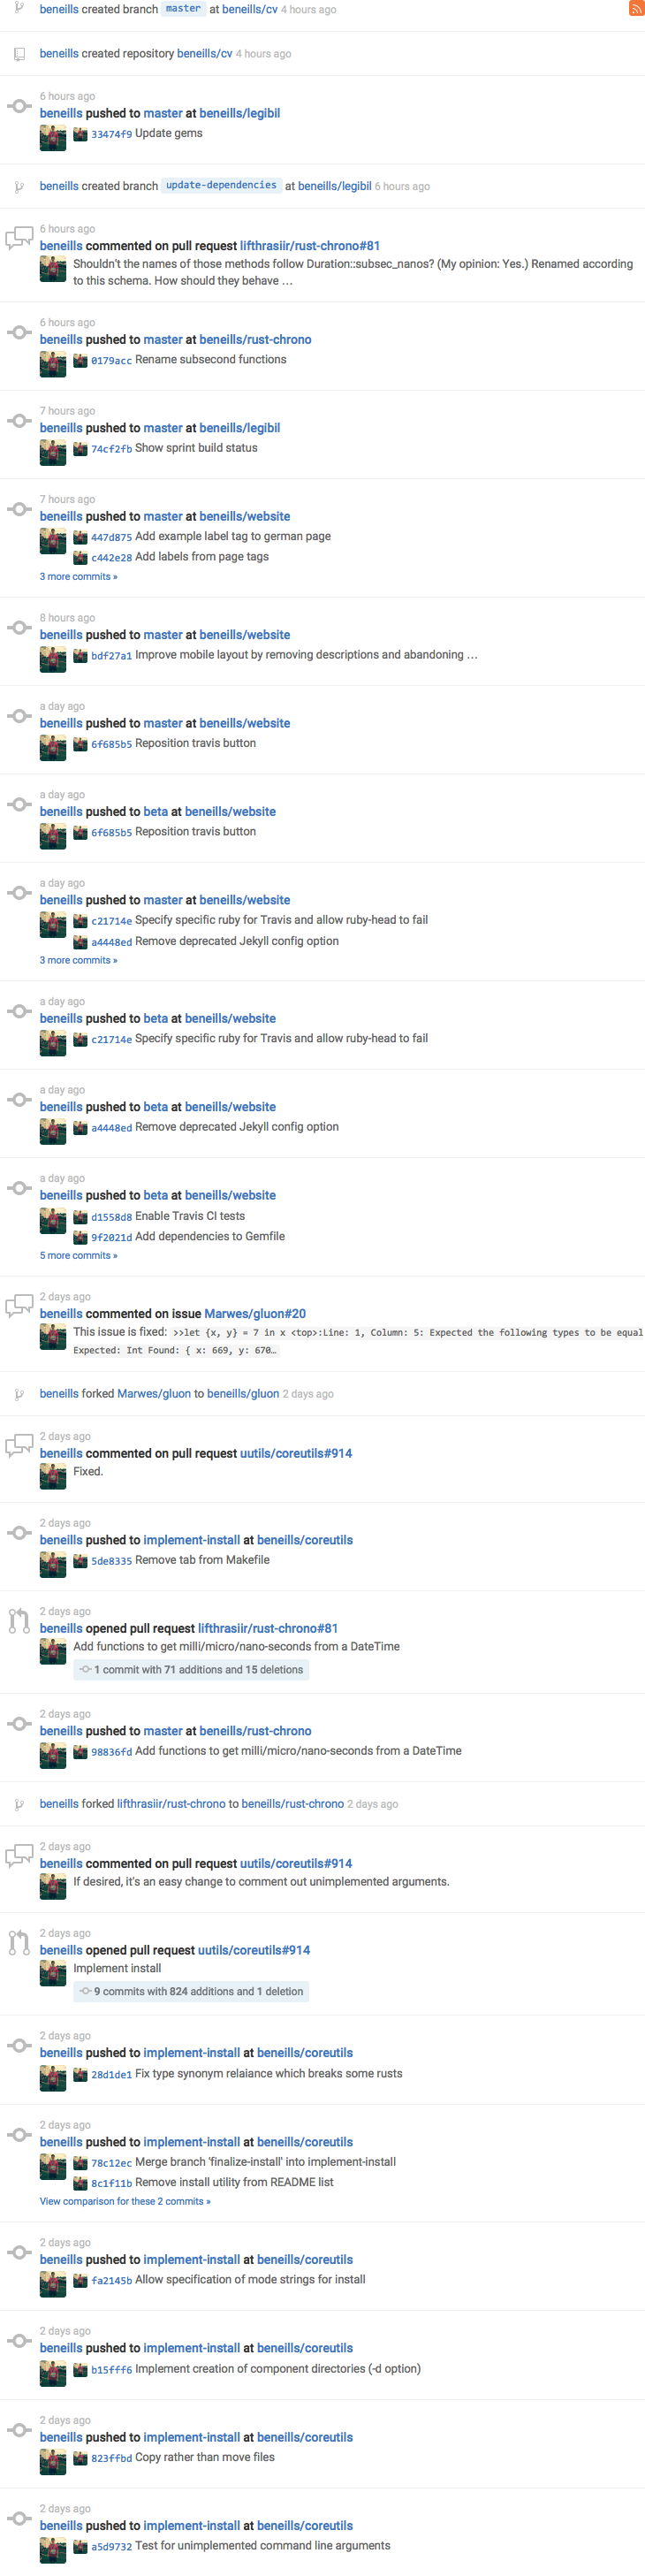 beneills created branch master at beneills/cv 4 hours ago
beneills created repository beneills/cv 4 hours ago
6 hours ago
beneills pushed to master at beneills/legibil
33474f9 Update gems
beneills created branch update-dependencies at beneills/legibil 6 hours ago
6 hours ago
beneills commented on pull request lifthrasiir/rust-chrono#81
Shouldn't the names of those methods follow Duration::subsec_nanos? (My opinion: Yes.) Renamed according
to this schema. How should they behave …
6 hours ago
beneills pushed to master at beneills/rust-chrono
0179acc Rename subsecond functions
7 hours ago
beneills pushed to master at beneills/legibil
74cf2fb Show sprint build status
7 hours ago
beneills pushed to master at beneills/website
447d875 Add example label tag to german page
c442e28 Add labels from page tags
3 more commits »
8 hours ago
beneills pushed to master at beneills/website
bdf27a1 Improve mobile layout by removing descriptions and abandoning …
a day ago
beneills pushed to master at beneills/website
6f685b5 Reposition travis button
a day ago
beneills pushed to beta at beneills/website
6f685b5 Reposition travis button
a day ago
beneills pushed to master at beneills/website
c21714e Specify specific ruby for Travis and allow ruby-head to fail
a4448ed Remove deprecated Jekyll config option
3 more commits »
a day ago
beneills pushed to beta at beneills/website
c21714e Specify specific ruby for Travis and allow ruby-head to fail
a day ago
beneills pushed to beta at beneills/website
a4448ed Remove deprecated Jekyll config option
a day ago
beneills pushed to beta at beneills/website
d1558d8 Enable Travis CI tests
9f2021d Add dependencies to Gemfile
5 more commits »
2 days ago
beneills commented on issue Marwes/gluon#20
This issue is fixed: >>let {x, y} = 7 in x <top>:Line: 1, Column: 5: Expected the following types to be equal
Expected: Int Found: { x: 669, y: 670…
beneills forked Marwes/gluon to beneills/gluon 2 days ago
2 days ago
beneills commented on pull request uutils/coreutils#914
Fixed.
2 days ago
beneills pushed to implement-install at beneills/coreutils
5de8335 Remove tab from Makefile
2 days ago
beneills opened pull request lifthrasiir/rust-chrono#81
Add functions to get milli/micro/nano-seconds from a DateTime
1 commit with 71 additions and 15 deletions
2 days ago
beneills pushed to master at beneills/rust-chrono
98836fd Add functions to get milli/micro/nano-seconds from a DateTime
beneills forked lifthrasiir/rust-chrono to beneills/rust-chrono 2 days ago
2 days ago
beneills commented on pull request uutils/coreutils#914
If desired, it's an easy change to comment out unimplemented arguments.
2 days ago
beneills opened pull request uutils/coreutils#914
Implement install
9 commits with 824 additions and 1 deletion
2 days ago
beneills pushed to implement-install at beneills/coreutils
28d1de1 Fix type synonym relaiance which breaks some rusts
2 days ago
beneills pushed to implement-install at beneills/coreutils
78c12ec Merge branch 'finalize-install' into implement-install
8c1f11b Remove install utility from README list
View comparison for these 2 commits »
2 days ago
beneills pushed to implement-install at beneills/coreutils
fa2145b Allow specification of mode strings for install
2 days ago
beneills pushed to implement-install at beneills/coreutils
b15fff6 Implement creation of component directories (-d option)
2 days ago
beneills pushed to implement-install at beneills/coreutils
823ffbd Copy rather than move files
2 days ago
beneills pushed to implement-install at beneills/coreutils
a5d9732 Test for unimplemented command line arguments